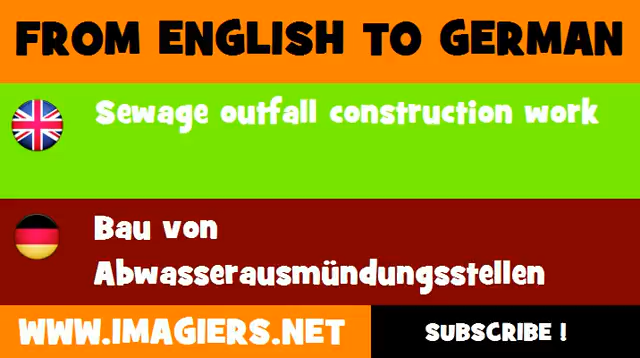 FROM ENGLISH TO GERMAN
Sewage outfall construction work
Bau von
Abwasserausmündungsstellen
WWW.IMAGIERS.NET
SUBSCRIBE !